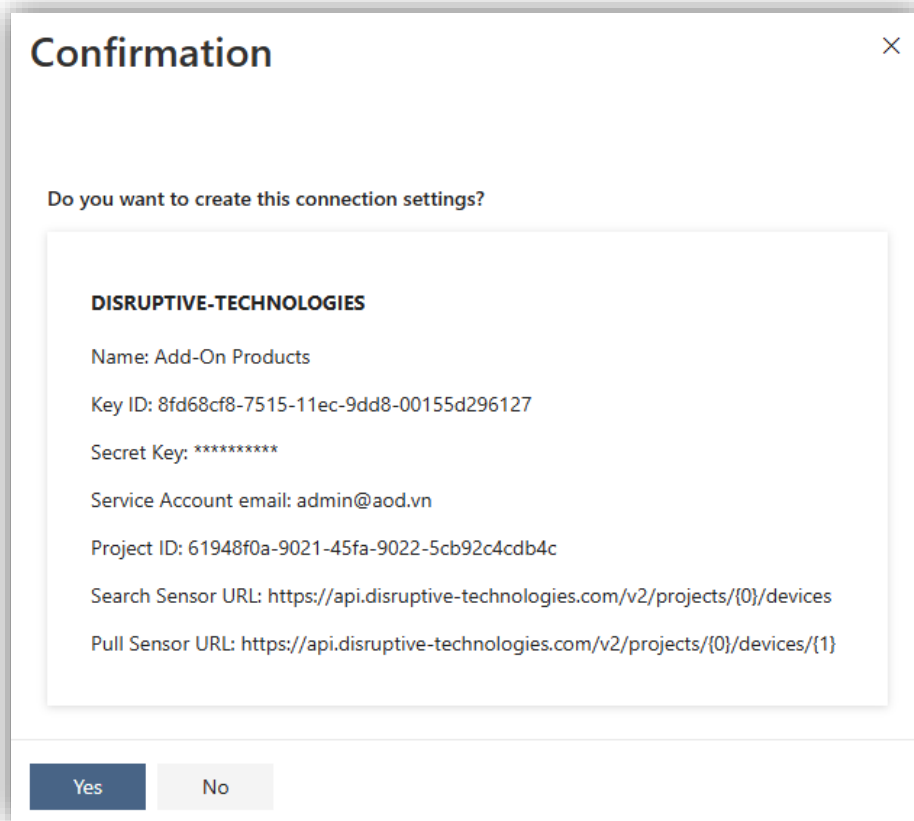 Confirmation
Do you want to create this connection settings?
DISRUPTIVE-TECHNOLOGIES
Name: Add-On Products
Key ID: 8fd68cf8-7515-11ec-9dd8-00155d296127
Secret Key: **********
Service Account email: admin@aod.vn
Project ID: 61948f0a-9021-45fa-9022-5cb92c4cdb4c
Search Sensor URL: https://api.disruptive-technologies.com/v2/projects/{0}/devices
Pull Sensor URL: https://api.disruptive-technologies.com/v2/projects/{0}/devices/{1}
Yes No